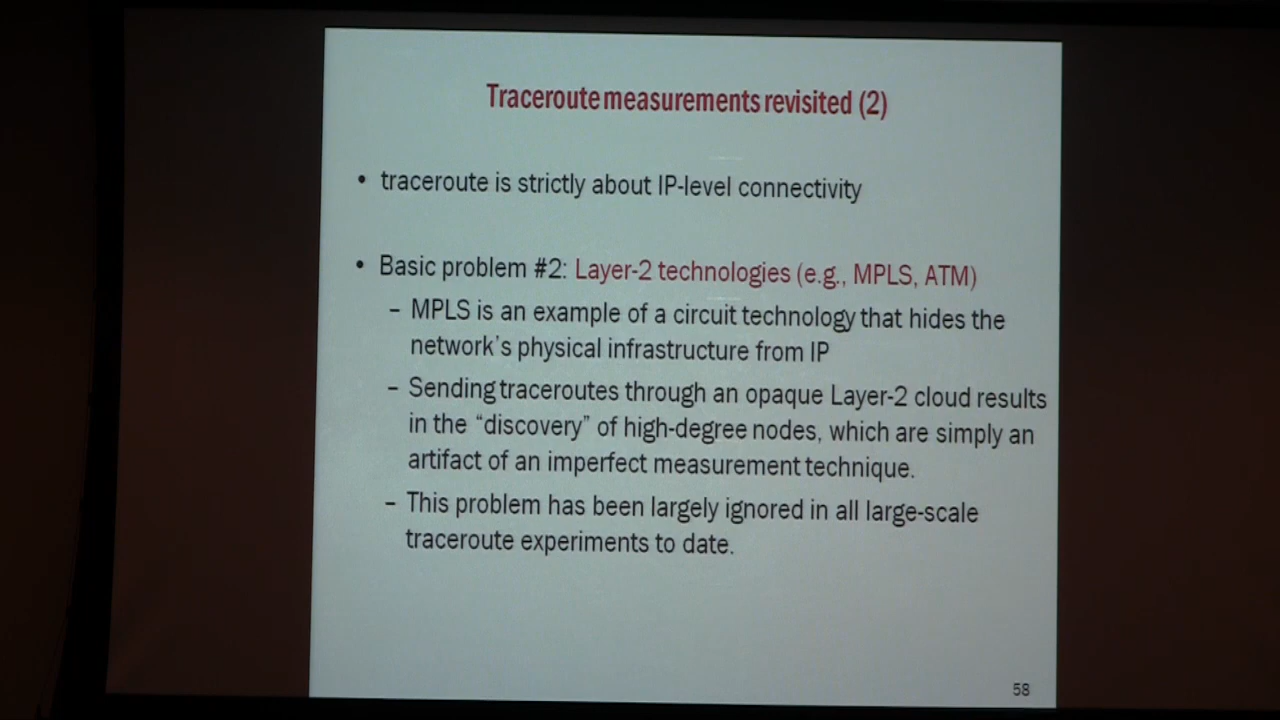 Traceroute measurements revisited (2)
• traceroute is strictly about IP-level connectivity
• Basic problem #2: Layer-2 technologies (e.g., MPLS, ATM)
– MPLS is an example of a circuit technology that hides the
network's physical infrastructure from IP
– Sending traceroutes through an opaque Layer-2 cloud results
in the “discovery” of high-degree nodes, which are simply an
artifact of an imperfect measurement technique.
– This problem has been largely ignored in all large-scale
traceroute experiments to date.
58